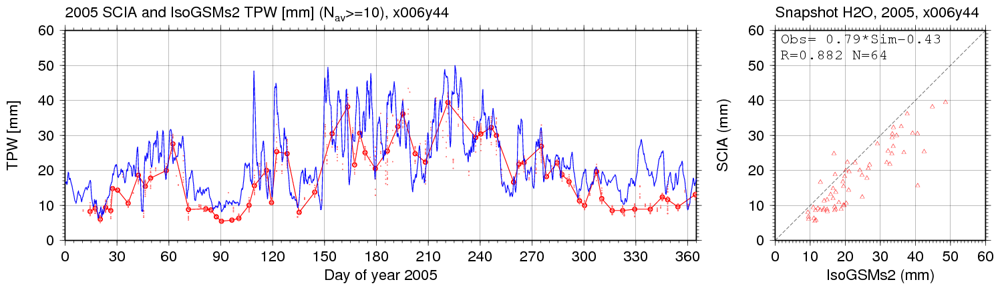 2005 SCIA and IsoGSMs2 TPW [mm] (Nav>=10), x006y44
TPW [mm]
60
50
40
30
20
10
0
0 30 60 90 120 150 180 210 240 270 300 330 360
Day of year 2005
Snapshot H2O, 2005, x006y44
Obs= 0.79*Sim−0.43
R=0.882 N=64
SCIA (mm)
60
50
40
30
20
10
0
0 10 20 30 40 50 60
IsoGSMs2 (mm)